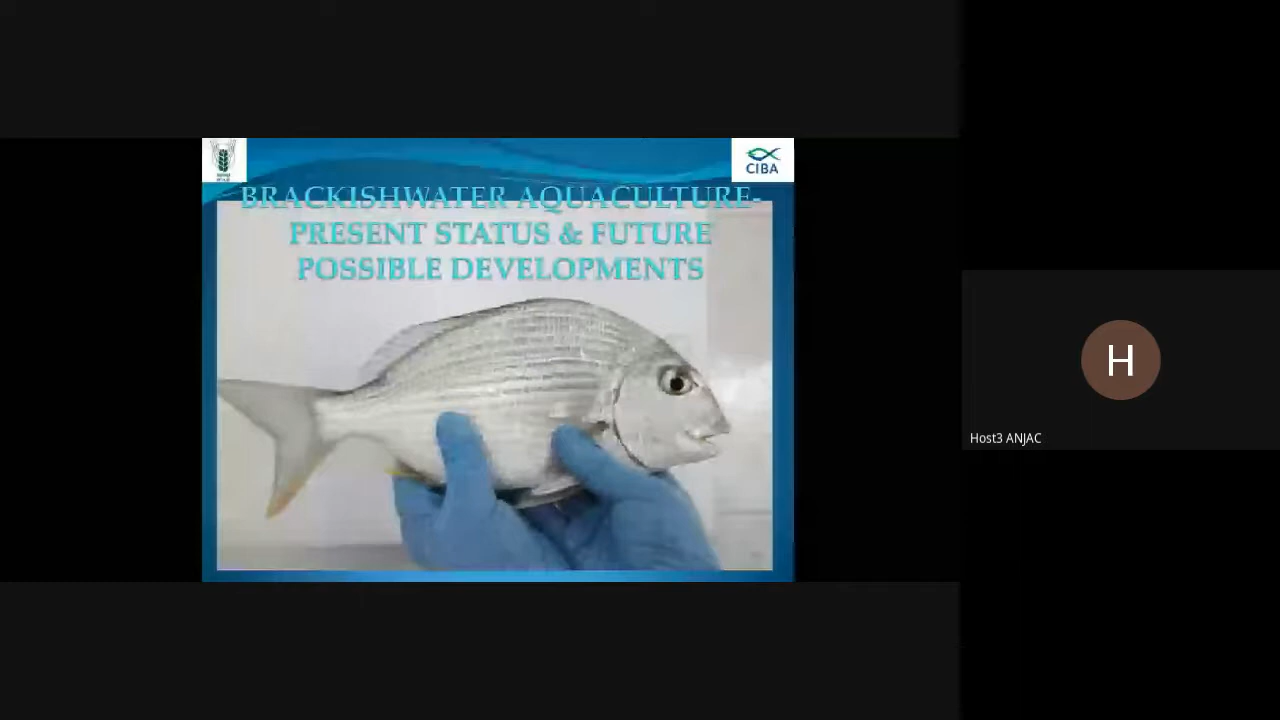 CIBA
BRACKISHWATER AQUACULTURE-
PRESENT STATUS & FUTURE
POSSIBLE DEVELOPMENTS
H
Host3 ANJAC